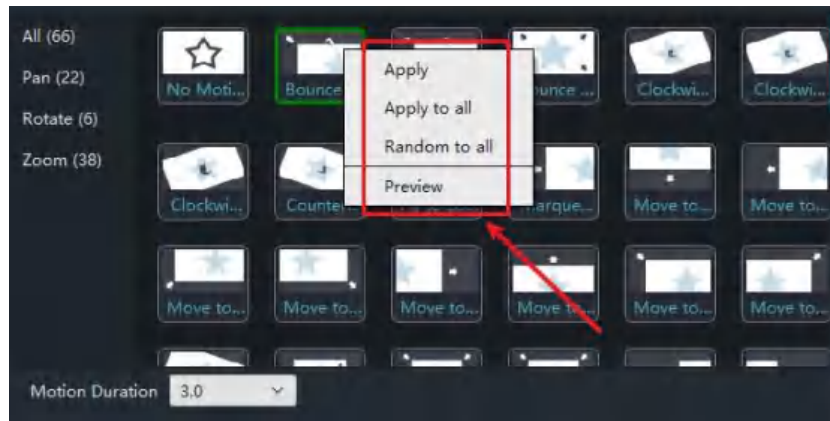 All (66)
Pan (22)
Rotate (6)
Zoom (38)
No Moti...
Bounce
ounce ...
Clockwi...
Clockwi...
Apply
Apply to all
Random to all
Preview
Clockwi...
Counter
arque...
Move to...
Move to...
Move to...
Move to...
Move to...
Move to...
Move to...
Move to...
Motion Duration 3.0